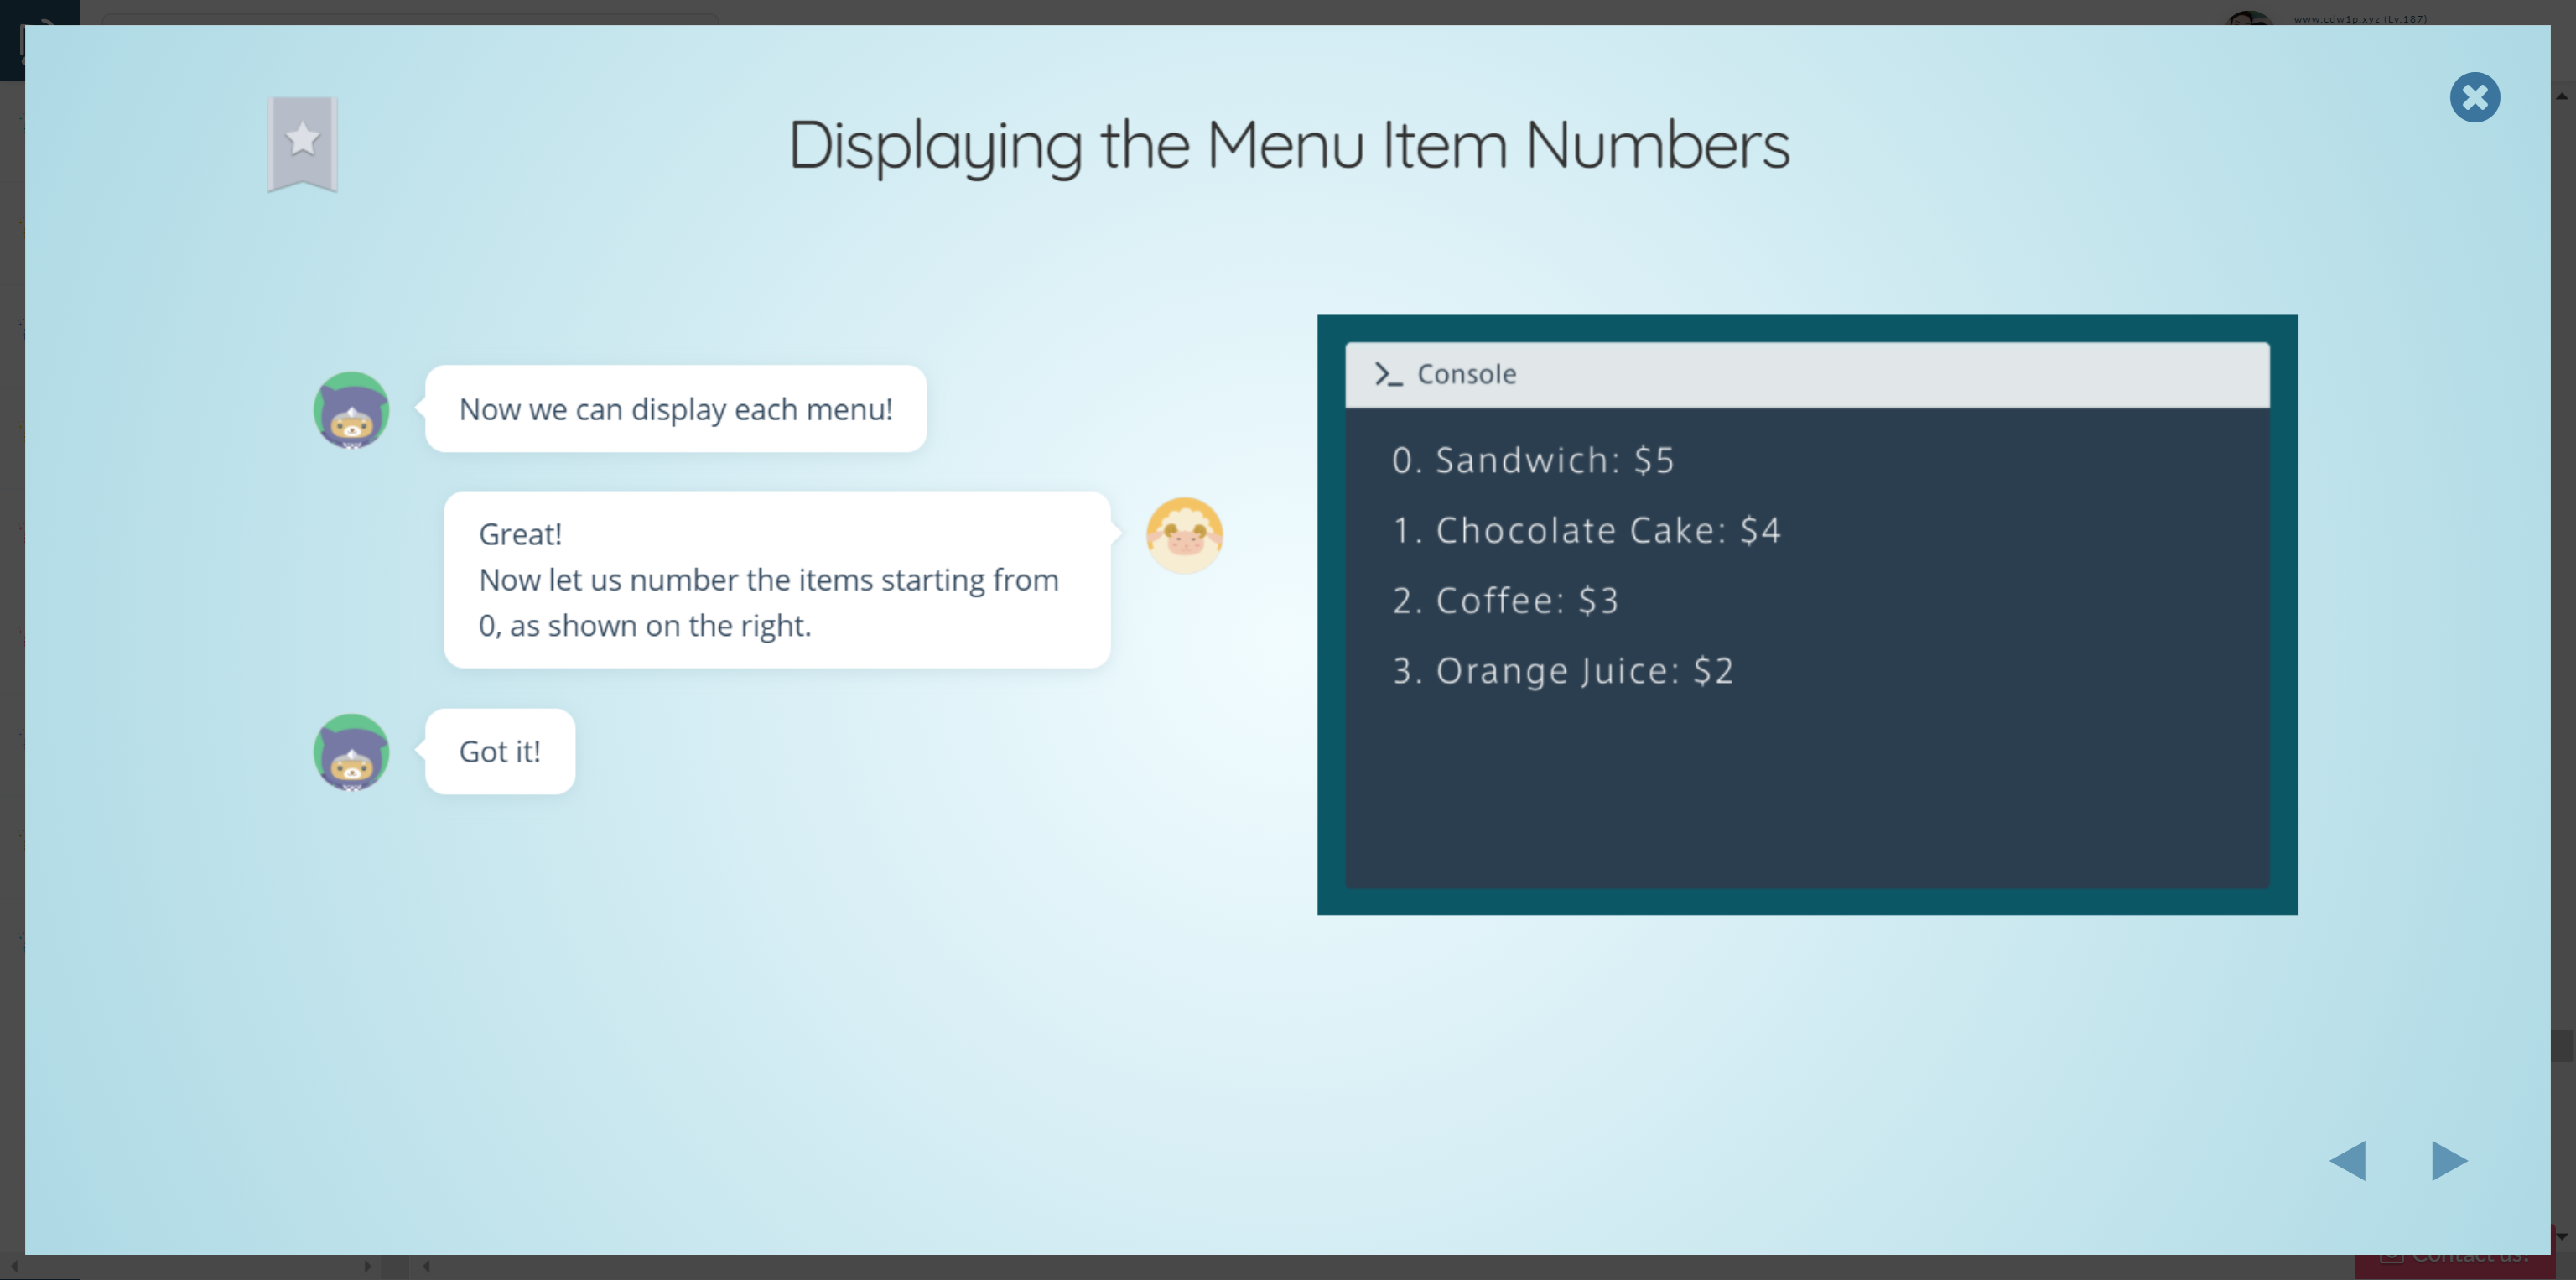 www.cdw1p.xyz (Lv.187)
Displaying the Menu Item Numbers
Now we can display each menu!
Great!
Now let us number the items starting from
0, as shown on the right.
Got it!
>_ Console
0. Sandwich: $5
1. Chocolate Cake: $4
2. Coffee: $3
3. Orange Juice: $2
Contact us!